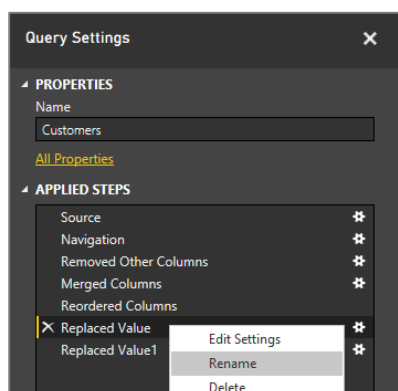 Query Settings
PROPERTIES
Name
Customers
All Properties
APPLIED STEPS
Source
Navigation
Removed Other Columns
Merged Columns
Reordered Columns
Replaced Value
Replaced Value1
Edit Settings
Rename
Delete